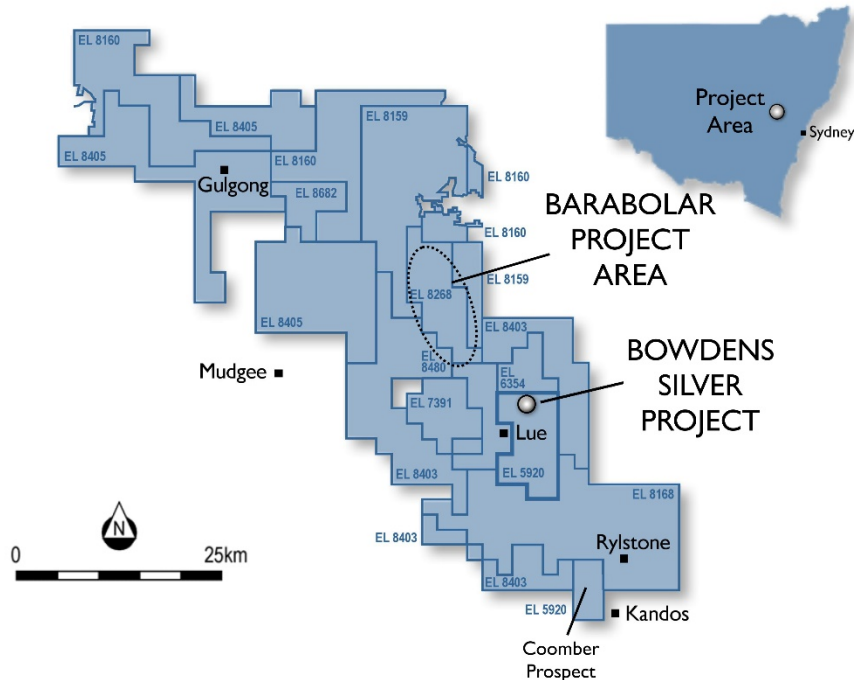 EL 8160
EL 8405
EL 8159
EL 8405
EL 8160
Gulgong
EL 8682
EL 8160
EL 8160
BARABOLAR
PROJECT
AREA
EL 8159
EL 8268
EL 8405
EL 8403
EL
8480
Mudgee
EL
6354
BOWDENS
SILVER
PROJECT
EL 7391
Lue
EL 8403
EL 5920
EL 8168
EL 8403
Rylstone
EL 8403
EL 5920
Kandos
Coomber
Prospect
N
0
25km
Project
Area
Sydney